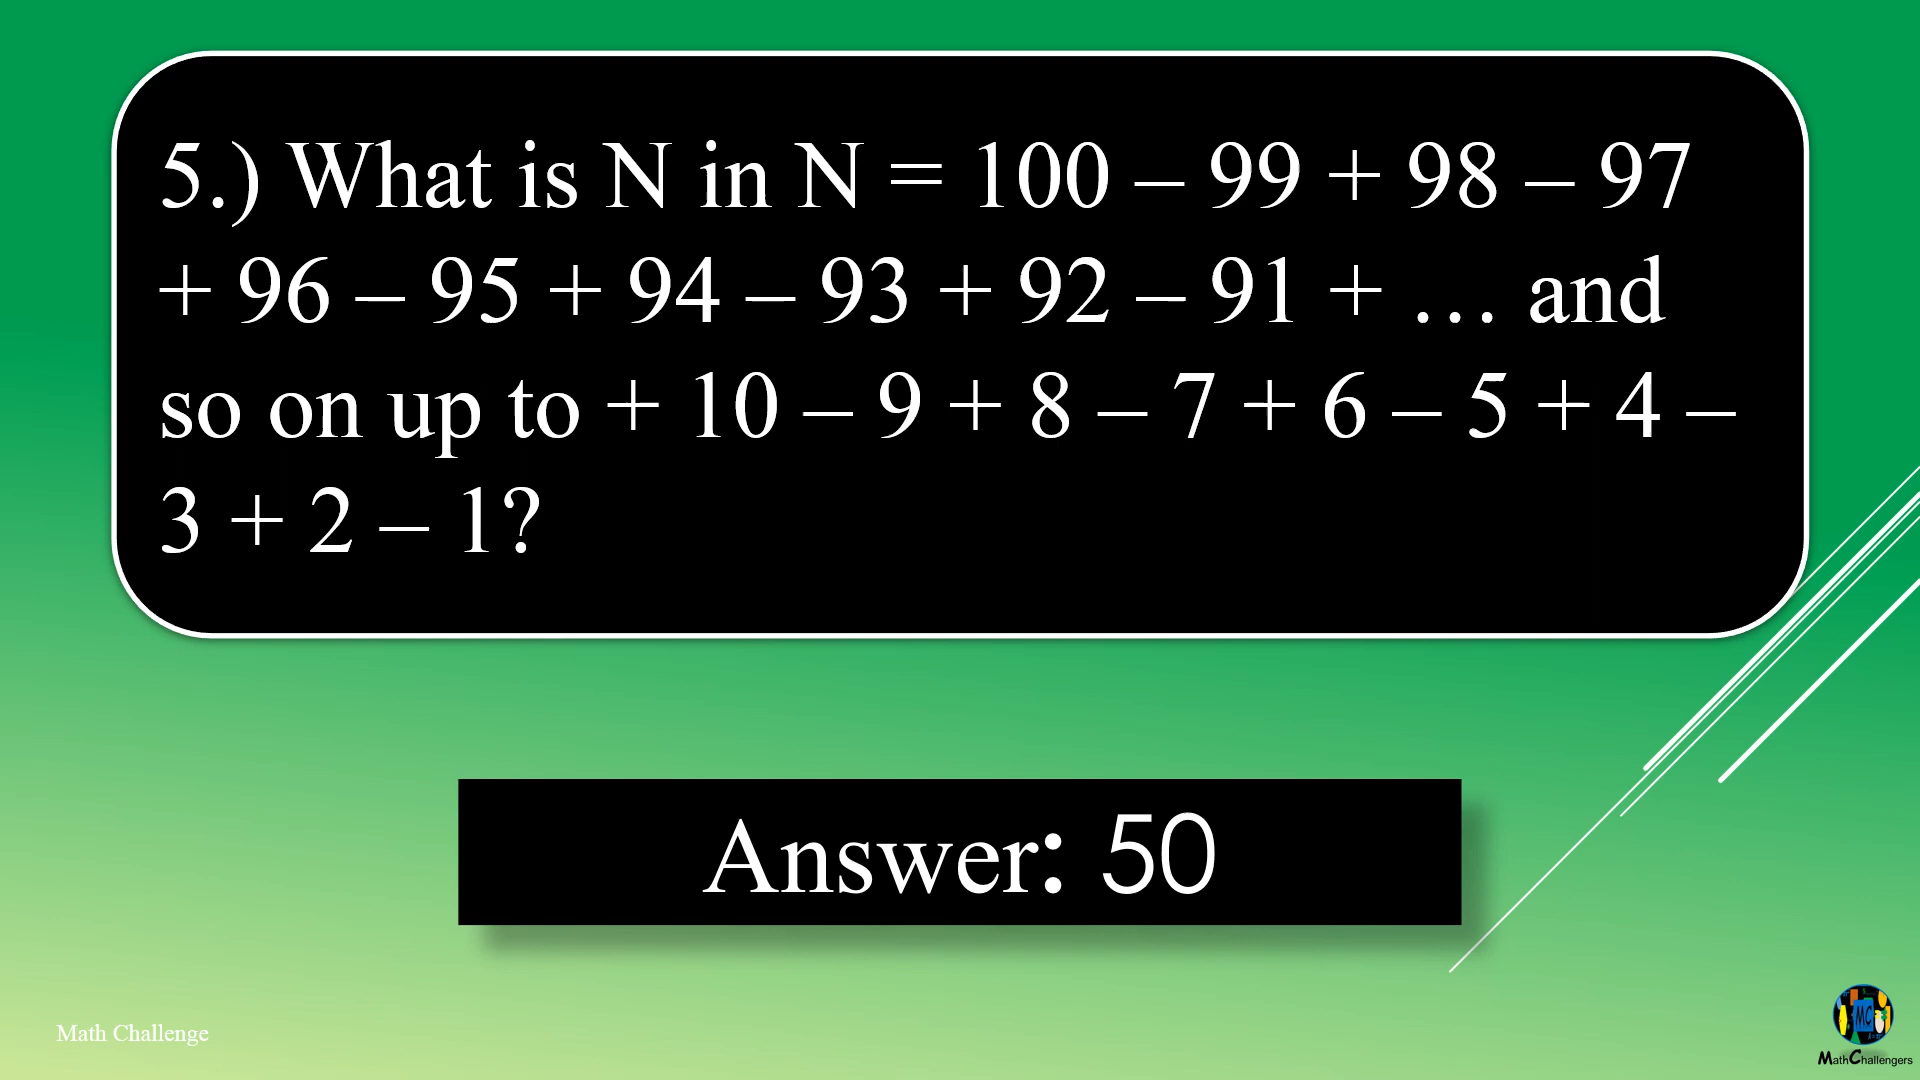 5.) What is N in N = 100 – 99 + 98 – 97
+ 96 – 95 + 94 – 93 + 92 – 91 + … and
so on up to + 10 – 9 + 8 – 7 + 6 – 5 + 4 –
3 + 2 – 1?
Answer: 50
Math Challenge
MC
MathChallengers